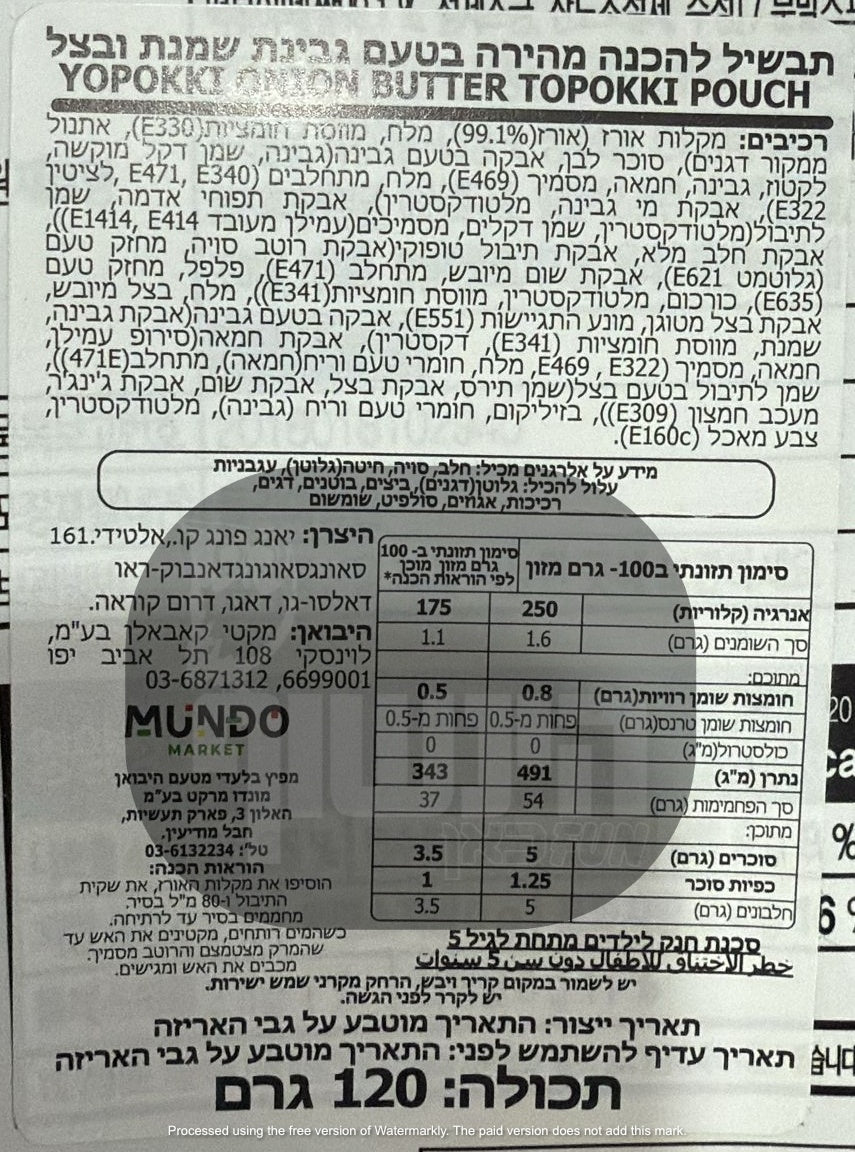 תבשיל להכנה מהירה בטעם גבינת שמנת ובצל
YOPOKKI ONION BUTTER TOPOKKI POUCH
רכיבים: מקלות אורז (אורז(99.1%), מלח, מווסת חומציות(E330), אתנול
ממקור דגנים), סוכר לבן, אבקה בטעם גבינה(גבינה, שמן דקל מוקשה,
לקטוז, גבינה, חמאה, מסמיך (E469), מלח, מתחלבים (E471, E340 ,לציטין
E322), אבקת מי גבינה, מלטודקסטרין), אבקת תפוחי אדמה, שמן
לתיבול(מלטודקסטרין, שמן דקלים, מסמיכים(עמילן מעובד E1414, E414)),
אבקת חלב מלא, אבקת תיבול טופוקי(אבקת רוטב סויה, מחזק טעם
(גלוטמט E621), אבקת שום מיובש, מתחלב (E471), פלפל, מחזק טעם
(E635), כורכום, מלטודקסטרין, מווסת חומציות(E341)), מלח, בצל מיובש,
אבקת בצל מטוגן, מונע התגיישות (E551), אבקה בטעם גבינה(אבקת גבינה,
שמנת, מווסת חומציות (E341), דקסטרין), אבקת חמאה(סירופ עמילן,
חמאה, מסמיך (E469 , E322, מלח, חומרי טעם וריח(חמאה), מתחלב(471E)),
שמן לתיבול בטעם בצל(שמן תירס, אבקת בצל, אבקת שום, אבקת ג'ינג'ר,
מעכב חמצון (E309)), בזיליקום, חומרי טעם וריח (גבינה), מלטודקסטרין,
צבע מאכל (E160c).
מידע על אלרגנים מכיל: חלב, סויה, חיטה(גלוטן), עגבניות
עלול להכיל: גלוטן(דגנים), ביצים, בוטנים, דגים,
רכיכות, אגוזים, סולפיט, שומשום
היצרן: יאנג פונג קו.,אלטידי.161
סאונגסאוגונגדאנבוק-ראו
דאלסו-גו, דאגו, דרום קוראה.
היבואן: מקטי קאבאלן בע"מ,
לוינסקי 108 תל אביב יפו
6699001, 03-6871312
MUNDO
MARKET
מפיץ בלעדי מטעם היבואן
מונדו מרקט בע"מ
האלון 3, פארק תעשיות,
חבל מודיעין.
טל': 03-6132234
הוראות הכנה:
הוסיפו את מקלות האורז, את שקית
התיבול ו-80 מ"ל בסיר.
מחממים בסיר עד לרתיחה.
כשהמים רותחים, מקטינים את האש עד
שהמרק מצטמצם והרוטב מסמיך.
מכבים את האש ומגישים.
סימון תזונתי ב100- גרם מזון
סימון תזונתי ב- 100
גרם מזון מוכן
לפי הוראות הכנה*
אנרגיה (קלוריות) 250 175
סך השומנים (גרם) 1.6 1.1
מתוכם:
חומצות שומן רוויות(גרם) 0.8 0.5
חומצות שומן טרנס(גרם) פחות מ-0.5 פחות מ-0.5
כולסטרול(מ"ג) 0 0
נתרן (מ"ג) 491 343
סך הפחמימות (גרם) 54 37
מתוכן:
סוכרים (גרם) 5 3.5
כפיות סוכר 1.25 1
חלבונים (גרם) 5 3.5
סכנת חנק לילדים מתחת לגיל 5
خطر الاختناق للأطفال دون سن 5 سنوات
יש לשמור במקום קריר ויבש, הרחק מקרני שמש ישירות.
יש לקרר לפני הגשה.
תאריך ייצור: התאריך מוטבע על גבי האריזה
תאריך עדיף להשתמש לפני: התאריך מוטבע על גבי האריזה
תכולה: 120 גרם
Processed using the free version of Watermarkly. The paid version does not add this mark.